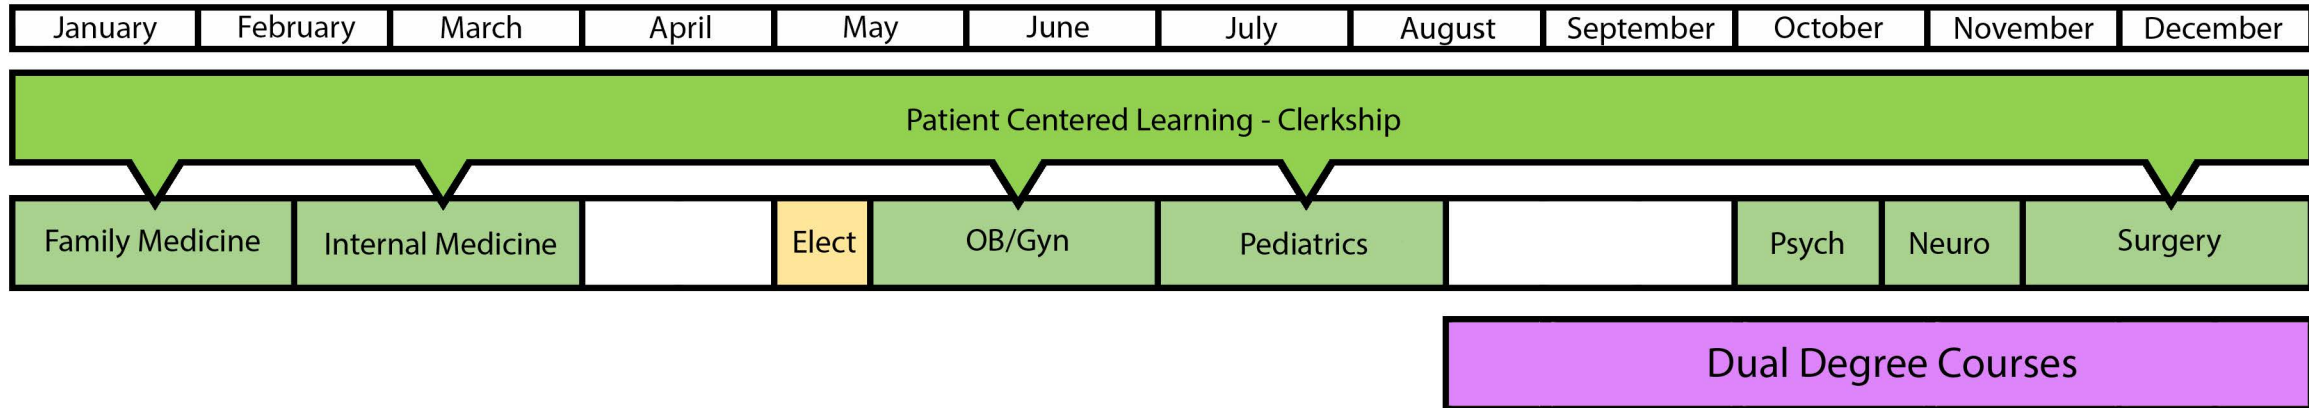 January February March April May June July August September October November December
Patient Centered Learning - Clerkship
Family Medicine Internal Medicine Elect OB/Gyn Pediatrics Psych Neuro Surgery
Dual Degree Courses